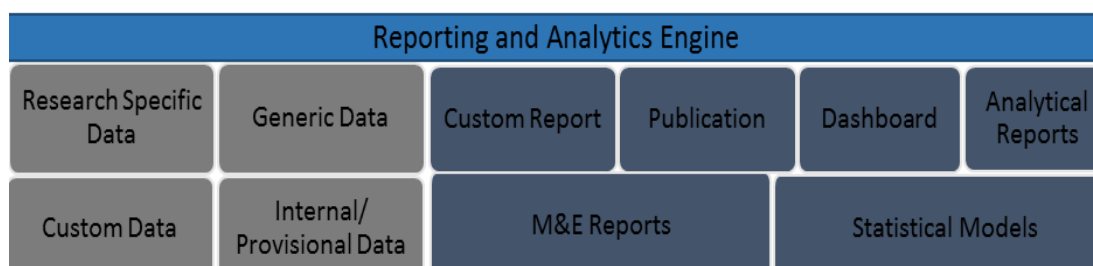 Reporting and Analytics Engine
Research Specific
Data
Generic Data
Custom Report
Publication
Dashboard
Analytical
Reports
Custom Data
Internal/
Provisional Data
M&E Reports
Statistical Models